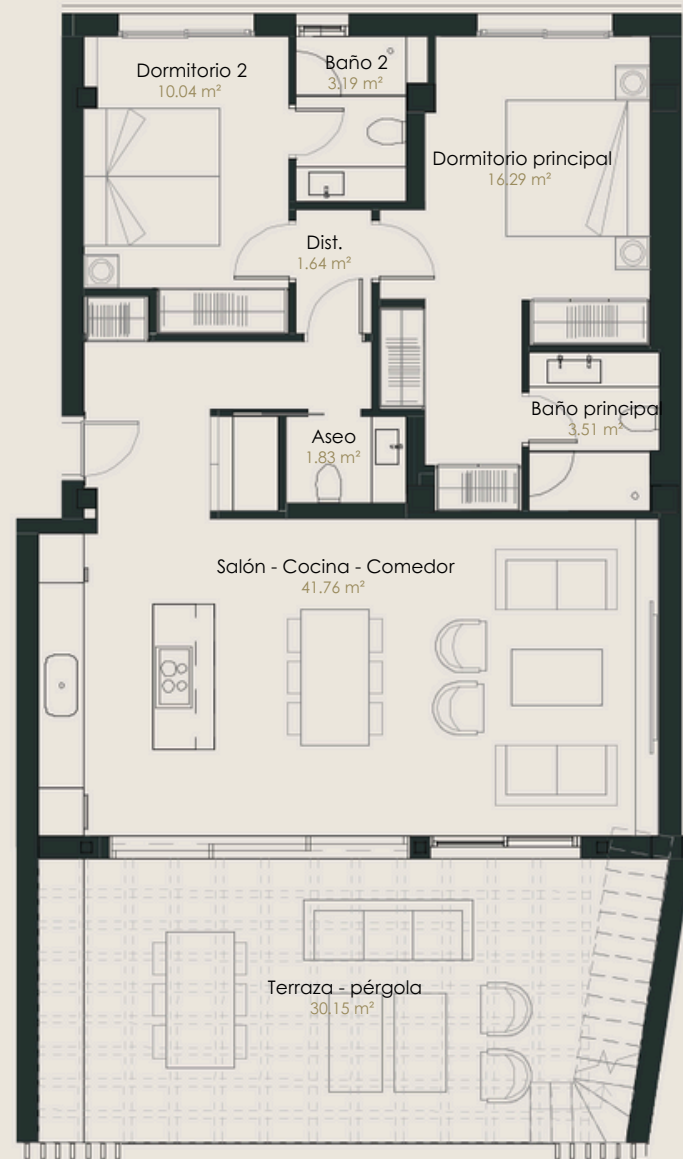 Dormitorio 2
10.04 m²
Baño 2
3.19 m²
Dormitorio principal
16.29 m²
Dist.
1.64 m²
Baño principal
3.51 m²
Aseo
1.83 m²
Salón - Cocina - Comedor
41.76 m²
Terraza - pérgola
30.15 m²